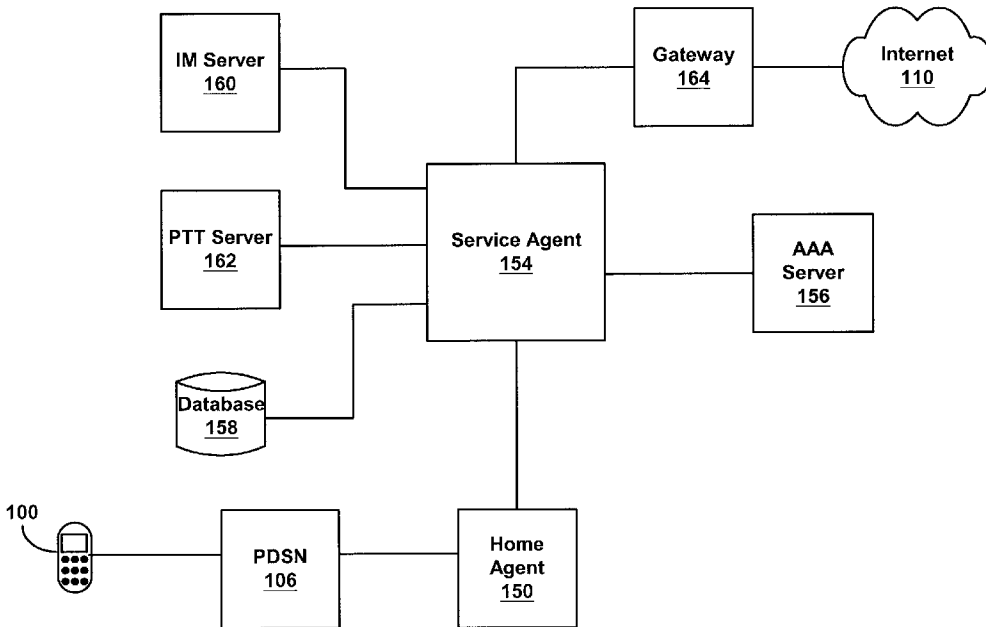 IM Server
160
Gateway
164
Internet
110
PTT Server
162
Service Agent
154
AAA
Server
156
Database
158
100
PDSN
106
Home
Agent
150